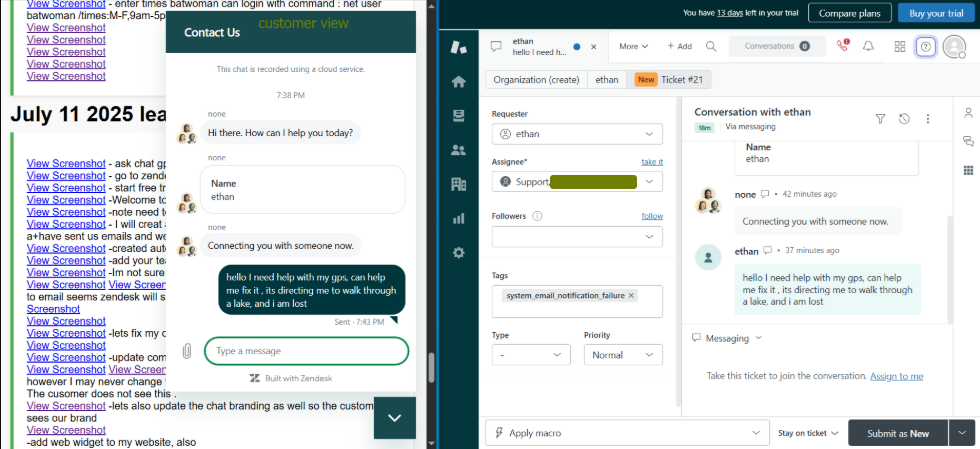 View Screenshot - enter times batwoman can login with command : net user
batwoman /times:M-F,9am-5p
View Screenshot
View Screenshot
View Screenshot
View Screenshot
View Screenshot
July 11 2025 lea
View Screenshot - ask chat gp
View Screenshot - go to zende
View Screenshot - start free tr
View Screenshot -Welcome to
View Screenshot -note need t
View Screenshot - I will creat
a+have sent us emails and we
View Screenshot -created aut
View Screenshot -add your tea
View Screenshot -Im not sure
View Screenshot View Screen
to email seems zendesk will s
Screenshot
View Screenshot
View Screenshot -lets fix my c
View Screenshot
View Screenshot -update com
View Screenshot View Screen
however I may never change
The cusomer does not see this .
View Screenshot -lets also update the chat branding as well so the custom
sees our brand
View Screenshot
-add web widget to my website, also
customer view
Contact Us
This chat is recorded using a cloud service.
7:38 PM
none
Hi there. How can I help you today?
none
Name
ethan
none
Connecting you with someone now.
hello I need help with my gps, can help
me fix it , its directing me to walk through
a lake, and i am lost
Sent · 7:43 PM
Type a message
Built with Zendesk
You have 13 days left in your trial
Compare plans
Buy your trial
ethan
hello I need h...
More
+ Add
Conversations 0
Organization (create)
ethan
New Ticket #21
Requester
ethan
Assignee*
take it
Support
Followers
follow
Tags
system_email_notification_failure
Type
-
Priority
Normal
Conversation with ethan
18m
Via messaging
Name
ethan
none • 42 minutes ago
Connecting you with someone now.
ethan • 37 minutes ago
hello I need help with my gps, can help
me fix it , its directing me to walk through
a lake, and i am lost
Messaging
Take this ticket to join the conversation. Assign to me
Apply macro
Stay on ticket
Submit as New